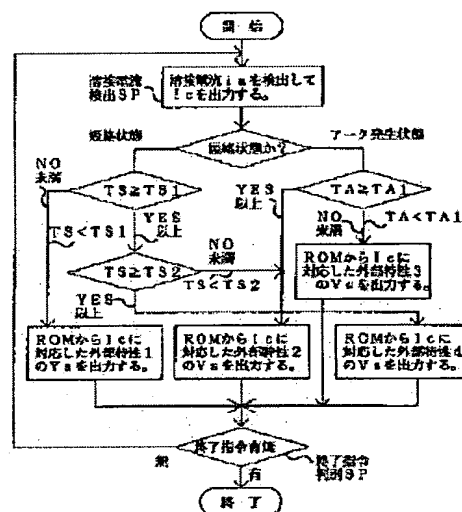 開始
溶接電流
検出SP
溶接電流iaを検出して
Icを出力する。
短絡状態
短絡状態か?
アーク発生状態
NO
未満
TS≧TS1
YES
以上
TA≧TA1
TS<TS1
YES
以上
NO
未満
TA<TA1
TS≧TS2
NO
未満
TS<TS2
ROMからIcに
対応した外部特性3
のVsを出力する。
YES
以上
ROMからIcに
対応した外部特性1
のVsを出力する。
ROMからIcに
対応した外部特性2
のVsを出力する。
ROMからIcに
対応した外部特性4
のVsを出力する。
終了指令有無
無
有
終了指令
判別SP
終了